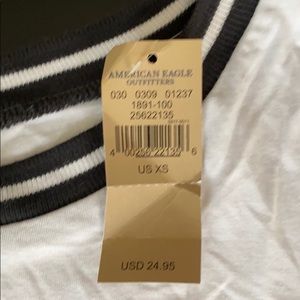 AMERICAN EAGLE
OUTFITTERS
030 0309 01237
1891-100
25622135
US XS
USD 24.95